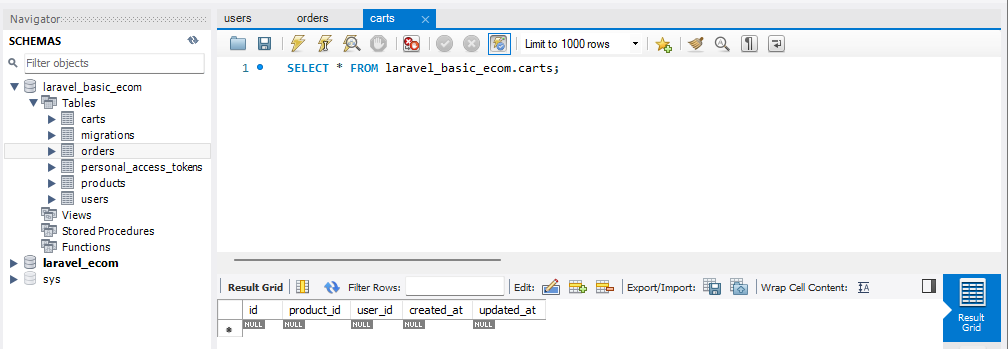 Navigator
users orders carts
SCHEMAS
Limit to 1000 rows
Filter objects
1 SELECT * FROM laravel_basic_ecom.carts;
laravel_basic_ecom
Tables
carts
migrations
orders
personal_access_tokens
products
users
Views
Stored Procedures
Functions
laravel_ecom
sys
Result Grid Filter Rows: Edit: Export/Import: Wrap Cell Content: IA
id product_id user_id created_at updated_at
* NULL NULL NULL NULL NULL
Result
Grid